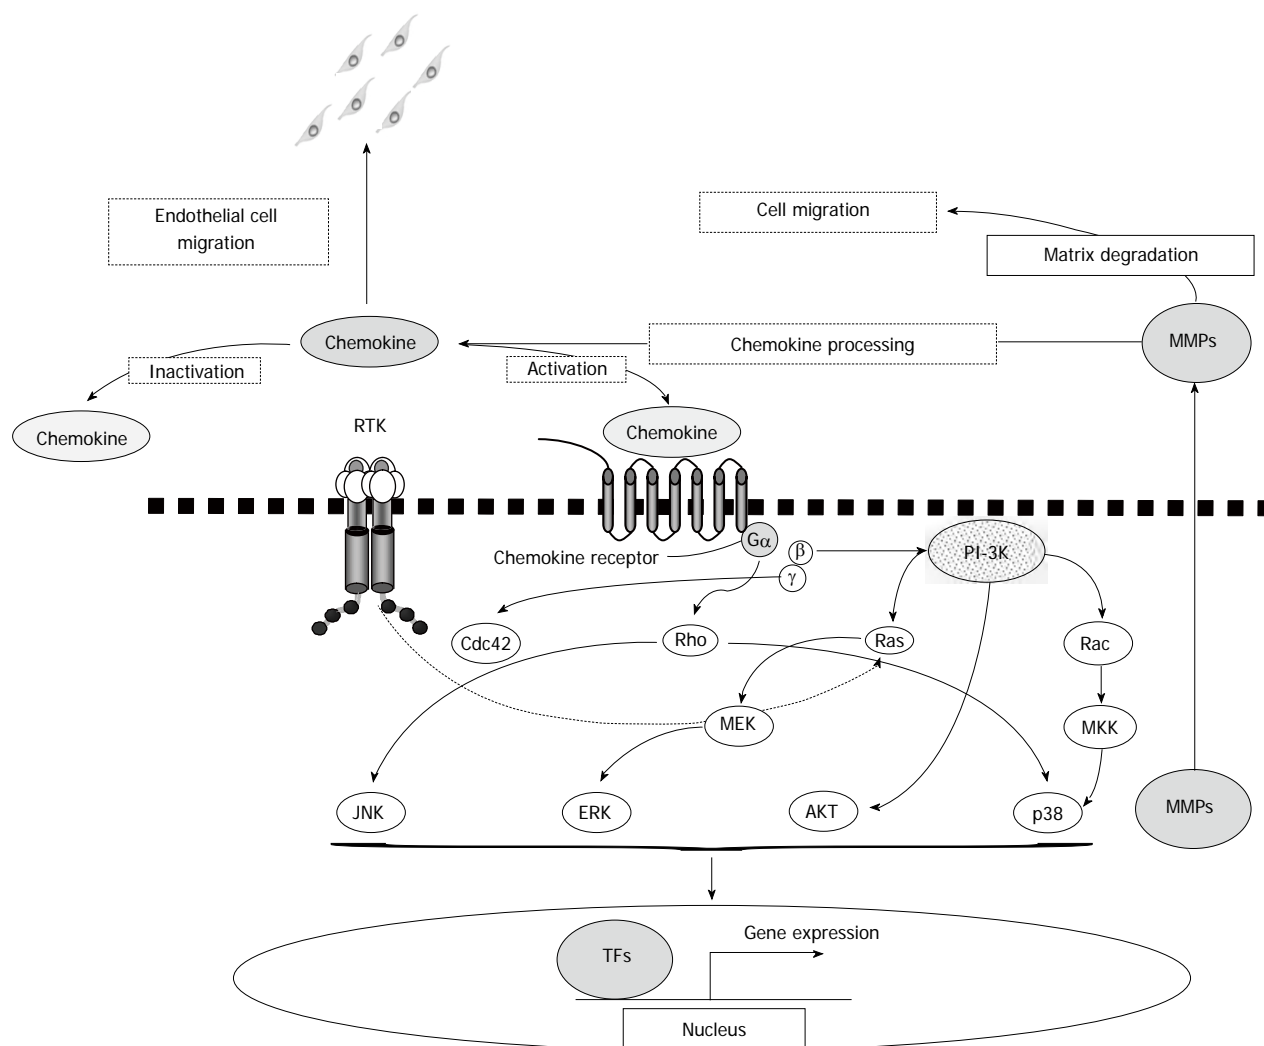 Endothelial cell
migration
Cell migration
Matrix degradation
Chemokine
Chemokine processing
MMPs
Inactivation
Activation
Chemokine
RTK
Chemokine
Gα
β
Chemokine receptor
PI-3K
γ
Cdc42
Rho
Ras
Rac
MEK
MKK
JNK
ERK
AKT
p38
MMPs
Gene expression
TFs
Nucleus